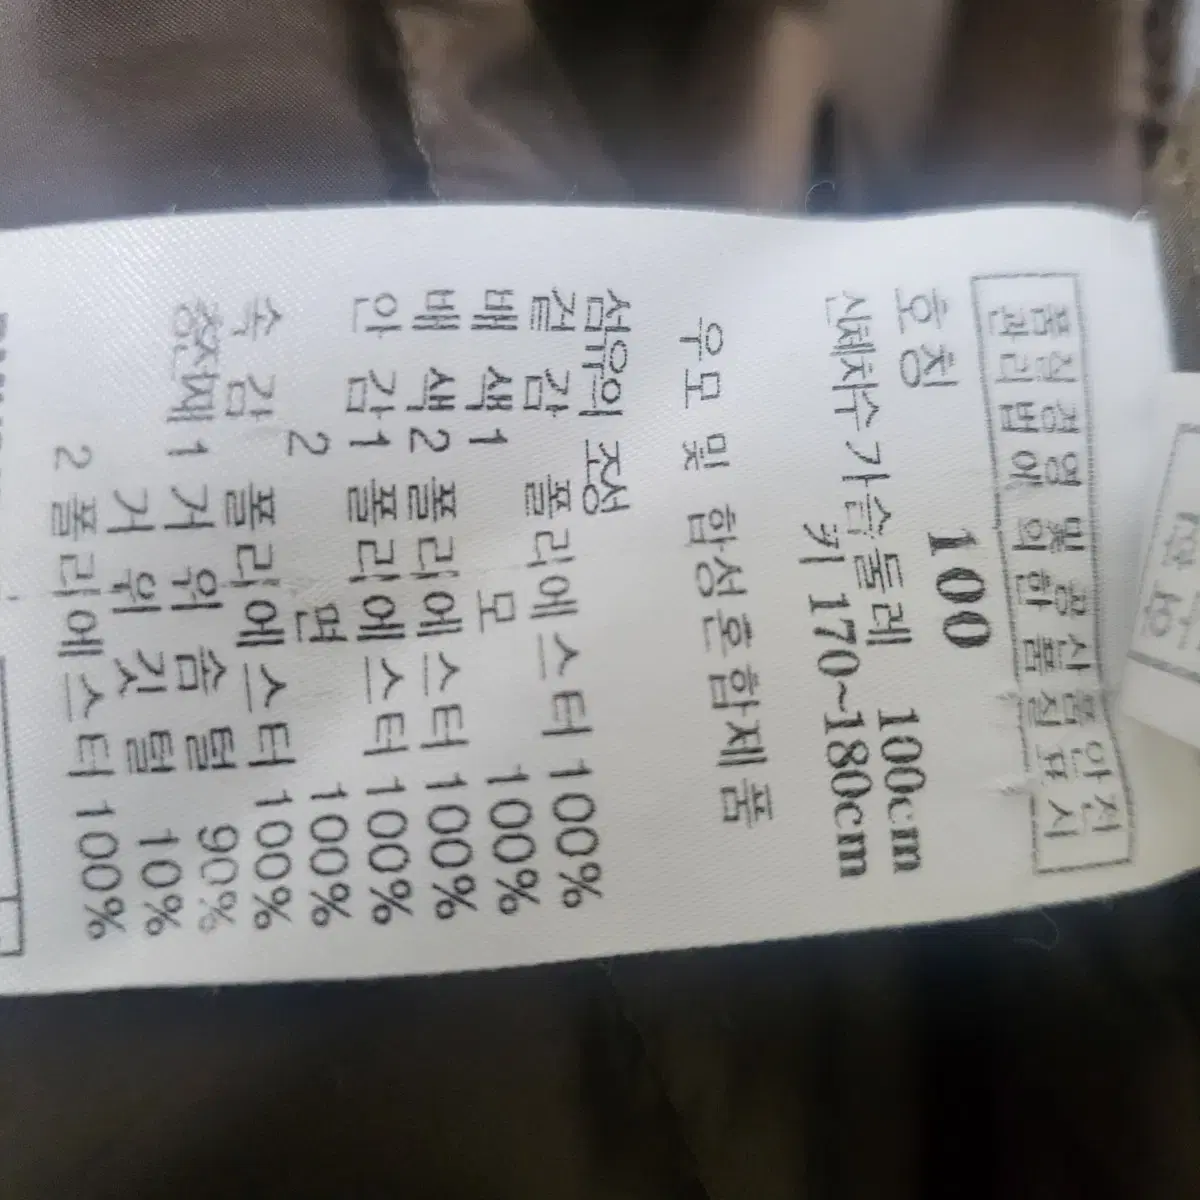 품질경영 및 공산품안전
관리법에 의한 품질표시
호칭 100
신체치수 가슴둘레 100cm
키 170~180cm
우모 및 합성혼합제품
섬유의 조성
겉 감 폴리에스터 100%
배 색 1 모 100%
배 색 2 폴리에스터 100%
안 감 1 폴리에스터 100%
2 면 100%
속 감 폴리에스터 100%
충전재 1 거위 솜털 90%
거위 깃털 10%
2 폴리에스터 100%